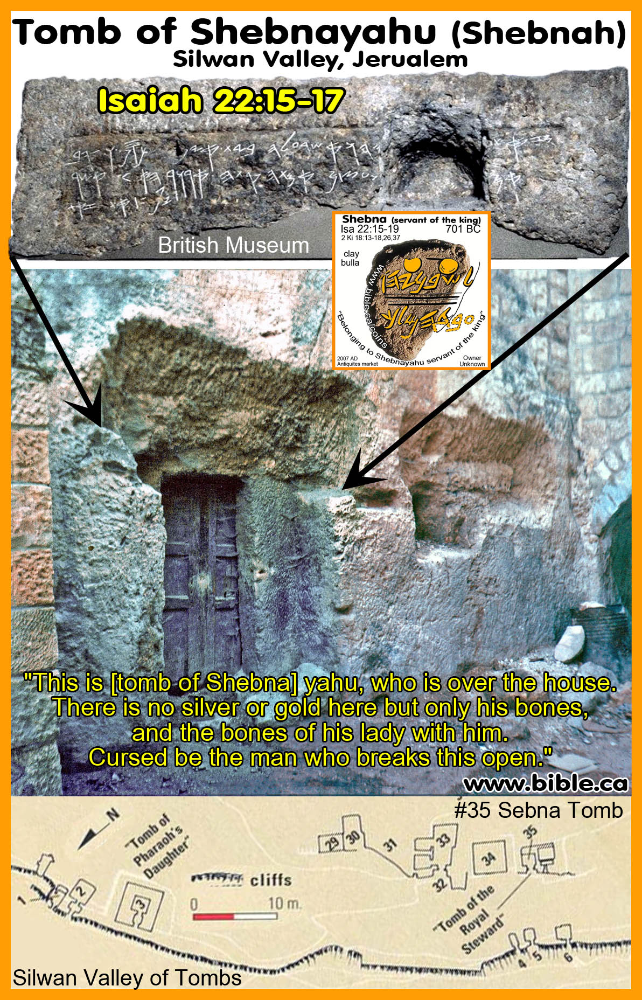 Tomb of Shebnayahu (Shebnah)
Silwan Valley, Jerualem
Isaiah 22:15-17
British Museum
Shebna (servant of the king)
Isa 22:15-19 701 BC
2 Ki 18:13-18,26,37
clay
bulla
www.bible.ca/coins
"Belonging to Shebnayahu servant of the king"
2007 AD
Antiquites market
Owner
Unknown
"This is [tomb of Shebna] yahu, who is over the house.
There is no silver or gold here but only his bones,
and the bones of his lady with him.
Cursed be the man who breaks this open."
www.bible.ca
#35 Sebna Tomb
N
"Tomb of
Pharaoh's
Daughter"
cliffs
0 10 m.
29 30 31 33 34 35
32
1 2 3
"Tomb of the
Royal
Steward"
4 5 6
Silwan Valley of Tombs